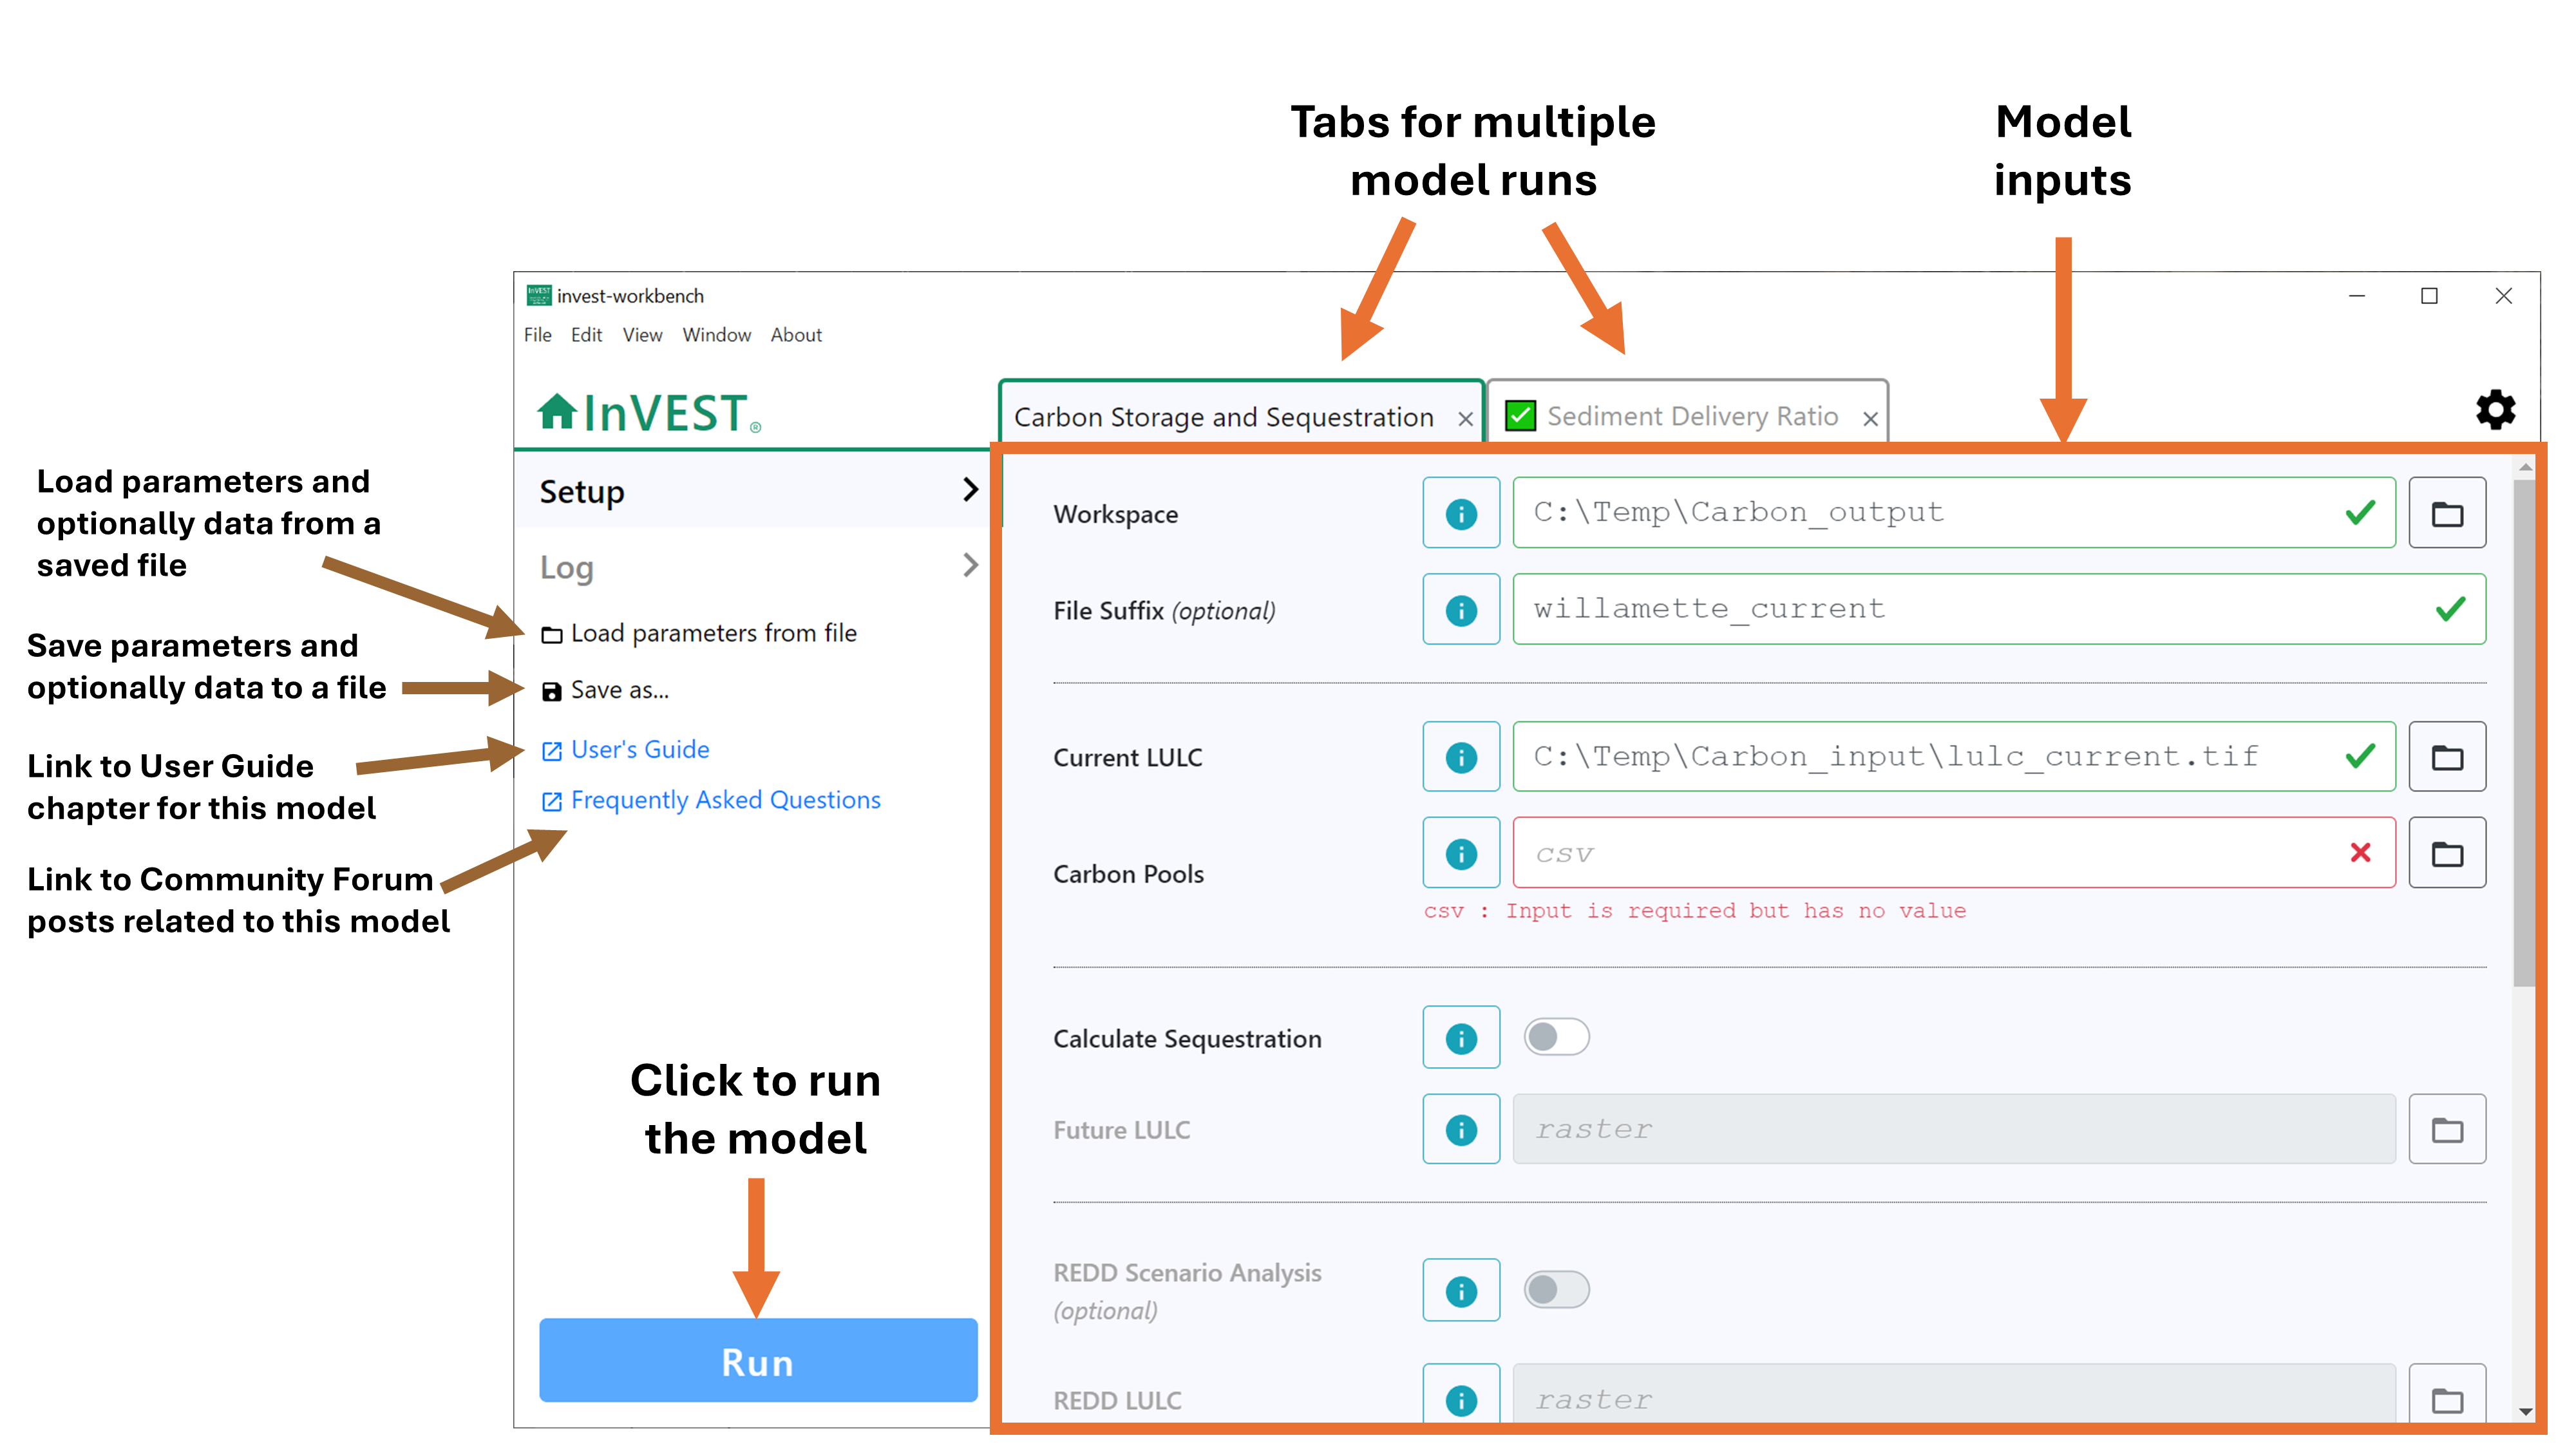 Tabs for multiple
model runs
Model
inputs
InVEST
invest-workbench
File Edit View Window About
InVEST®
Carbon Storage and Sequestration ×
Sediment Delivery Ratio ×
Load parameters and
optionally data from a
saved file
Save parameters and
optionally data to a file
Link to User Guide
chapter for this model
Link to Community Forum
posts related to this model
Setup
Log
Load parameters from file
Save as...
User's Guide
Frequently Asked Questions
Click to run
the model
Run
Workspace
i
C:\Temp\Carbon_output
File Suffix (optional)
i
willamette_current
Current LULC
i
C:\Temp\Carbon_input\lulc_current.tif
Carbon Pools
i
csv
csv : Input is required but has no value
Calculate Sequestration
i
Future LULC
i
raster
REDD Scenario Analysis
(optional)
i
REDD LULC
i
raster